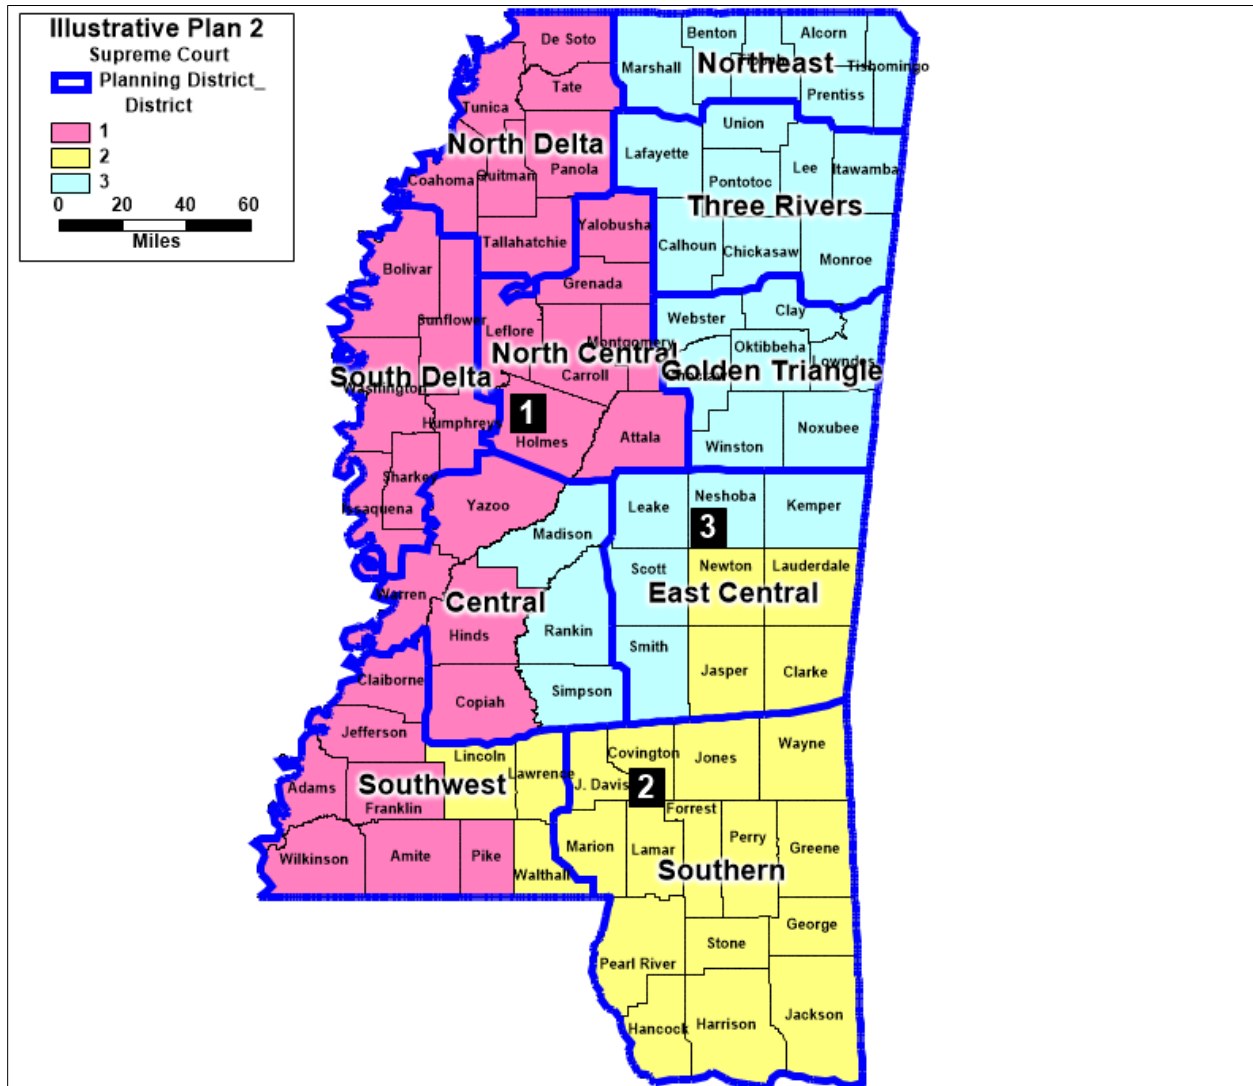 Illustrative Plan 2
Supreme Court
Planning District_
District
1
2
3
0 20 40 60
Miles
De Soto
Benton
Alcorn
Marshall
Northeast
Tishomingo
Tate
Prentiss
Tunica
Union
North Delta
Lafayette
Panola
Lee
Itawamba
Coahoma
Quitman
Pontotoc
Three Rivers
Yalobusha
Tallahatchie
Calhoun
Chickasaw
Monroe
Bolivar
Grenada
Sunflower
Webster
Clay
Leflore
Montgomery
Oktibbeha
North Central
Lowndes
South Delta
Carroll
Golden Triangle
Choctaw
Washington
1
Humphreys
Holmes
Attala
Winston
Noxubee
Sharkey
Yazoo
Leake
Neshoba
Kemper
Issaquena
Madison
3
Scott
Newton
Lauderdale
Warren
Central
East Central
Hinds
Rankin
Smith
Claiborne
Copiah
Simpson
Jasper
Clarke
Jefferson
Lincoln
Covington
Jones
Wayne
Lawrence
Adams
Southwest
J. Davis
2
Franklin
Forrest
Wilkinson
Amite
Pike
Marion
Lamar
Perry
Greene
Walthall
Southern
George
Stone
Pearl River
Hancock
Harrison
Jackson